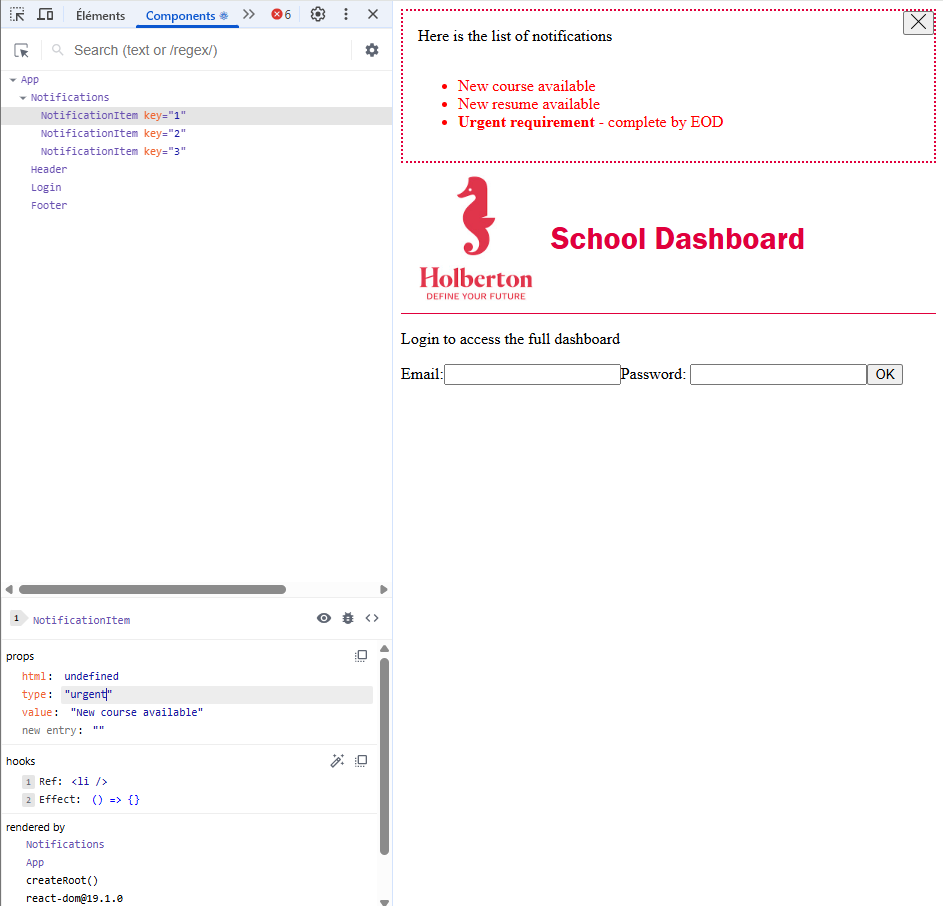 Éléments Components 6
Search (text or /regex/)
App
Notifications
NotificationItem key="1"
NotificationItem key="2"
NotificationItem key="3"
Header
Login
Footer
1 NotificationItem
props
html: undefined
type: "urgent"
value: "New course available"
new entry: ""
hooks
1 Ref: <li />
2 Effect: () => {}
rendered by
Notifications
App
createRoot()
react-dom@19.1.0
Here is the list of notifications
New course available
New resume available
Urgent requirement - complete by EOD
Holberton
DEFINE YOUR FUTURE
School Dashboard
Login to access the full dashboard
Email: Password: OK